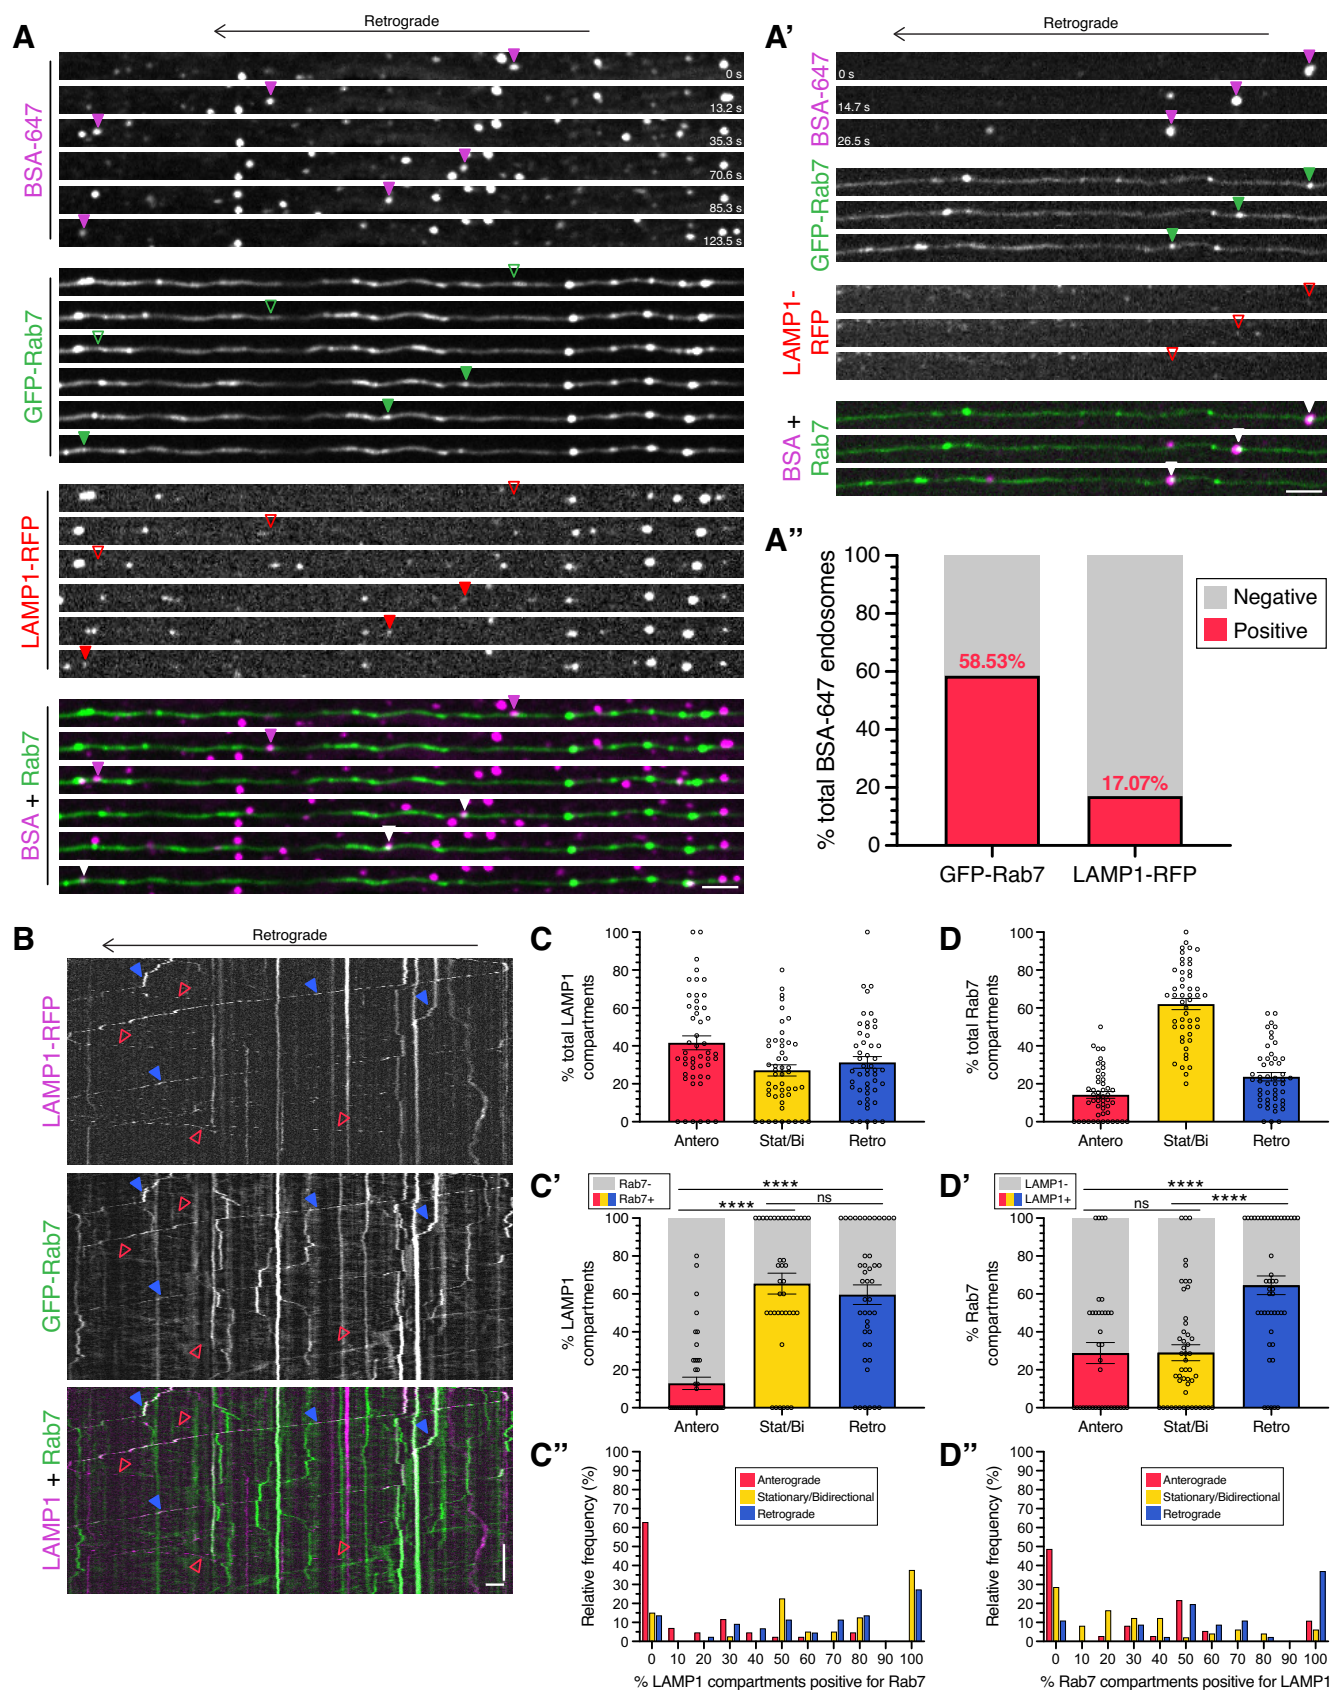 A
Retrograde
BSA-647
0 s
13.2 s
35.3 s
70.6 s
85.3 s
123.5 s
GFP-Rab7
LAMP1-RFP
BSA + Rab7
A'
Retrograde
BSA-647
0 s
14.7 s
26.5 s
GFP-Rab7
LAMP1-
RFP
BSA +
Rab7
A"
% total BSA-647 endosomes
100
80
60
40
20
0
58.53%
17.07%
GFP-Rab7
LAMP1-RFP
Negative
Positive
B
Retrograde
LAMP1-RFP
GFP-Rab7
LAMP1 + Rab7
C
% total LAMP1
compartments
100
80
60
40
20
0
Antero
Stat/Bi
Retro
D
% total Rab7
compartments
100
80
60
40
20
0
Antero
Stat/Bi
Retro
C'
Rab7-
Rab7+
****
****
ns
% LAMP1
compartments
100
80
60
40
20
0
Antero
Stat/Bi
Retro
D'
LAMP1-
LAMP1+
****
ns
****
% Rab7
compartments
100
80
60
40
20
0
Antero
Stat/Bi
Retro
C"
Relative frequency (%)
100
90
80
70
60
50
40
30
20
10
0
Anterograde
Stationary/Bidirectional
Retrograde
0 10 20 30 40 50 60 70 80 90 100
% LAMP1 compartments positive for Rab7
D"
Relative frequency (%)
100
90
80
70
60
50
40
30
20
10
0
Anterograde
Stationary/Bidirectional
Retrograde
0 10 20 30 40 50 60 70 80 90 100
% Rab7 compartments positive for LAMP1